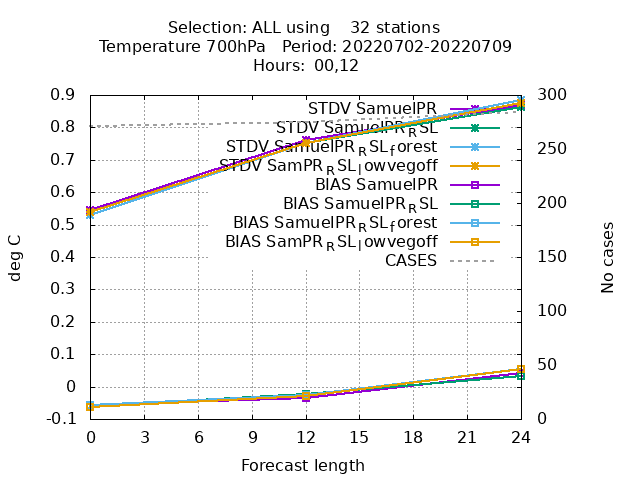 Selection: ALL using    32 stations
Temperature 700hPa   Period: 20220702-20220709
Hours:  00,12
0.9
0.8
0.7
0.6
0.5
0.4
0.3
0.2
0.1
0
-0.1
deg C
STDV SamuelPR
STDV SamuelPR_RSL
STDV SamuelPR_RSL_forest
STDV SamPR_RSL_lowvegoff
BIAS SamuelPR
BIAS SamuelPR_RSL
BIAS SamuelPR_RSL_forest
BIAS SamPR_RSL_lowvegoff
CASES
300
250
200
150
100
50
0
No cases
0 3 6 9 12 15 18 21 24
Forecast length